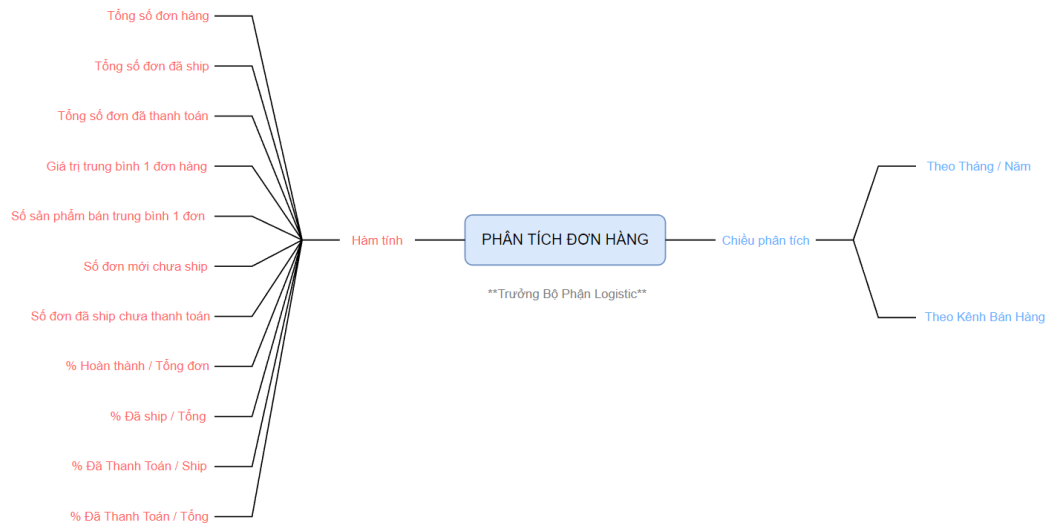 Tổng số đơn hàng
Tổng số đơn đã ship
Tổng số đơn đã thanh toán
Giá trị trung bình 1 đơn hàng
Số sản phẩm bán trung bình 1 đơn
Số đơn mới chưa ship
Số đơn đã ship chưa thanh toán
% Hoàn thành / Tổng đơn
% Đã ship / Tổng
% Đã Thanh Toán / Ship
% Đã Thanh Toán / Tổng
Hàm tính
PHÂN TÍCH ĐƠN HÀNG
**Trưởng Bộ Phận Logistic**
Chiều phân tích
Theo Tháng / Năm
Theo Kênh Bán Hàng